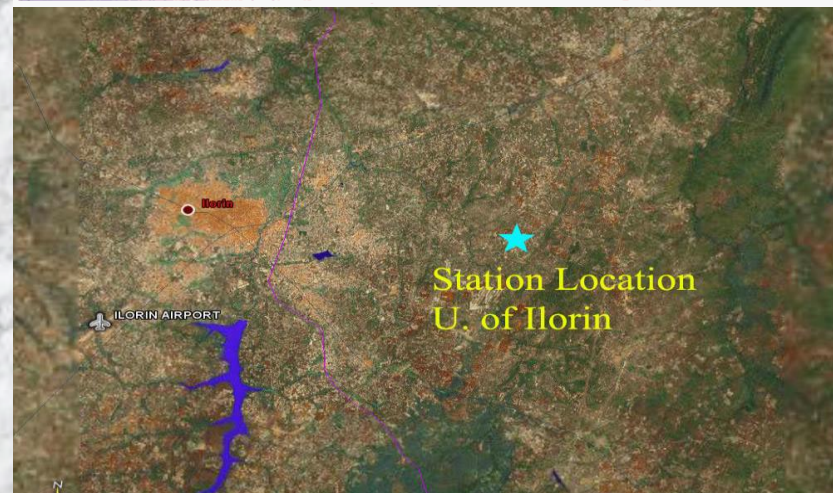 Ilorin
Station Location
U. of Ilorin
ILORIN AIRPORT
N